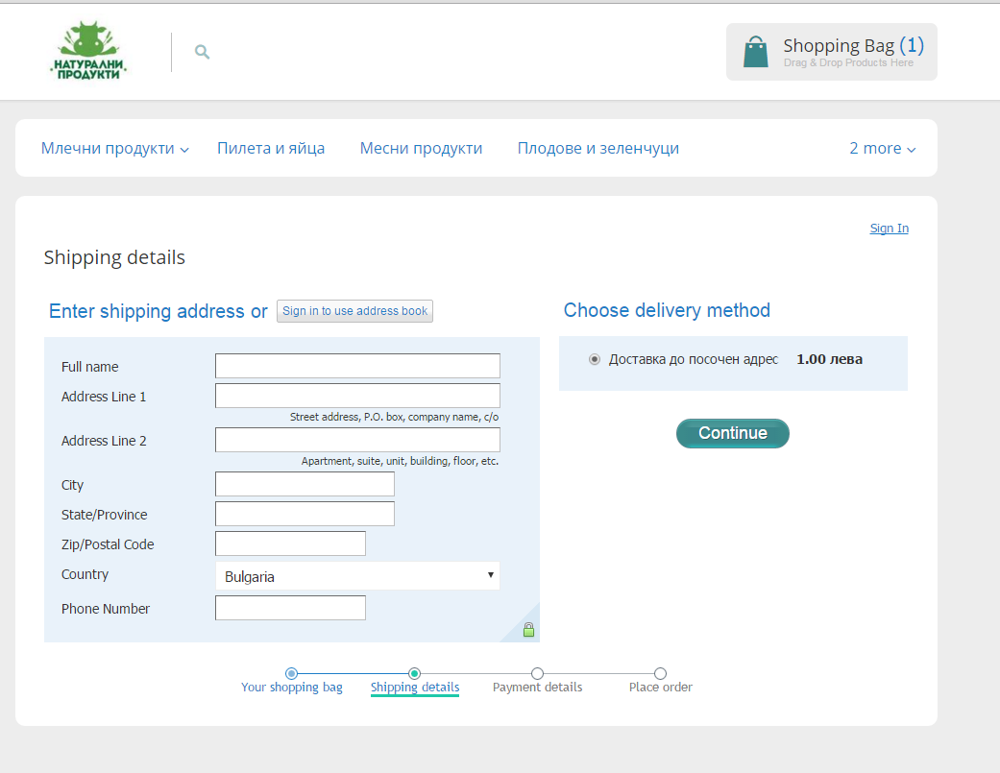 НАТУРАЛНИ
ПРОДУКТИ
Shopping Bag (1)
Drag & Drop Products Here
Млечни продукти Пилета и яйца Месни продукти Плодове и зеленчуци 2 more
Sign In
Shipping details
Enter shipping address or Sign in to use address book
Full name
Address Line 1
Street address, P.O. box, company name, c/o
Address Line 2
Apartment, suite, unit, building, floor, etc.
City
State/Province
Zip/Postal Code
Country Bulgaria
Phone Number
Choose delivery method
Доставка до посочен адрес 1.00 лева
Continue
Your shopping bag Shipping details Payment details Place order